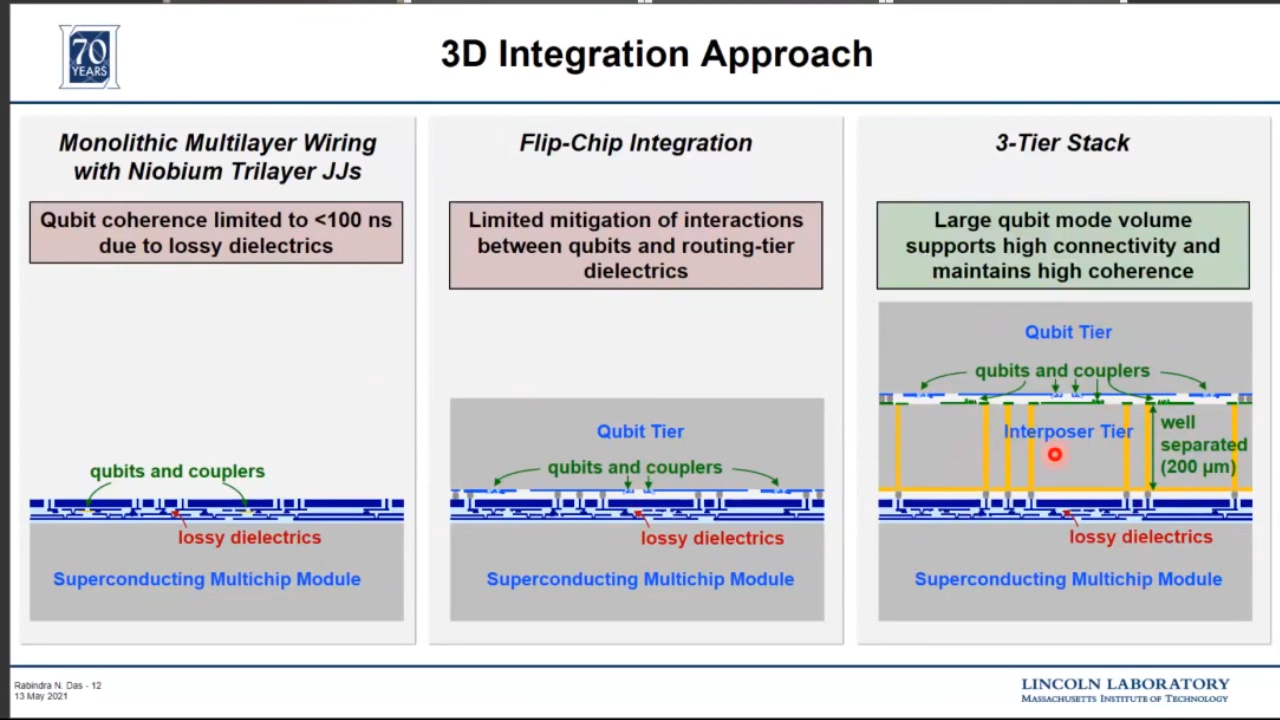 70
YEARS
3D Integration Approach
Monolithic Multilayer Wiring
with Niobium Trilayer JJs
Qubit coherence limited to <100 ns
due to lossy dielectrics
qubits and couplers
lossy dielectrics
Superconducting Multichip Module
Flip-Chip Integration
Limited mitigation of interactions
between qubits and routing-tier
dielectrics
Qubit Tier
qubits and couplers
lossy dielectrics
Superconducting Multichip Module
3-Tier Stack
Large qubit mode volume
supports high connectivity and
maintains high coherence
Qubit Tier
qubits and couplers
Interposer Tier
well
separated
(200 µm)
lossy dielectrics
Superconducting Multichip Module
Rabindra N. Das - 12
13 May 2021
LINCOLN LABORATORY
MASSACHUSETTS INSTITUTE OF TECHNOLOGY